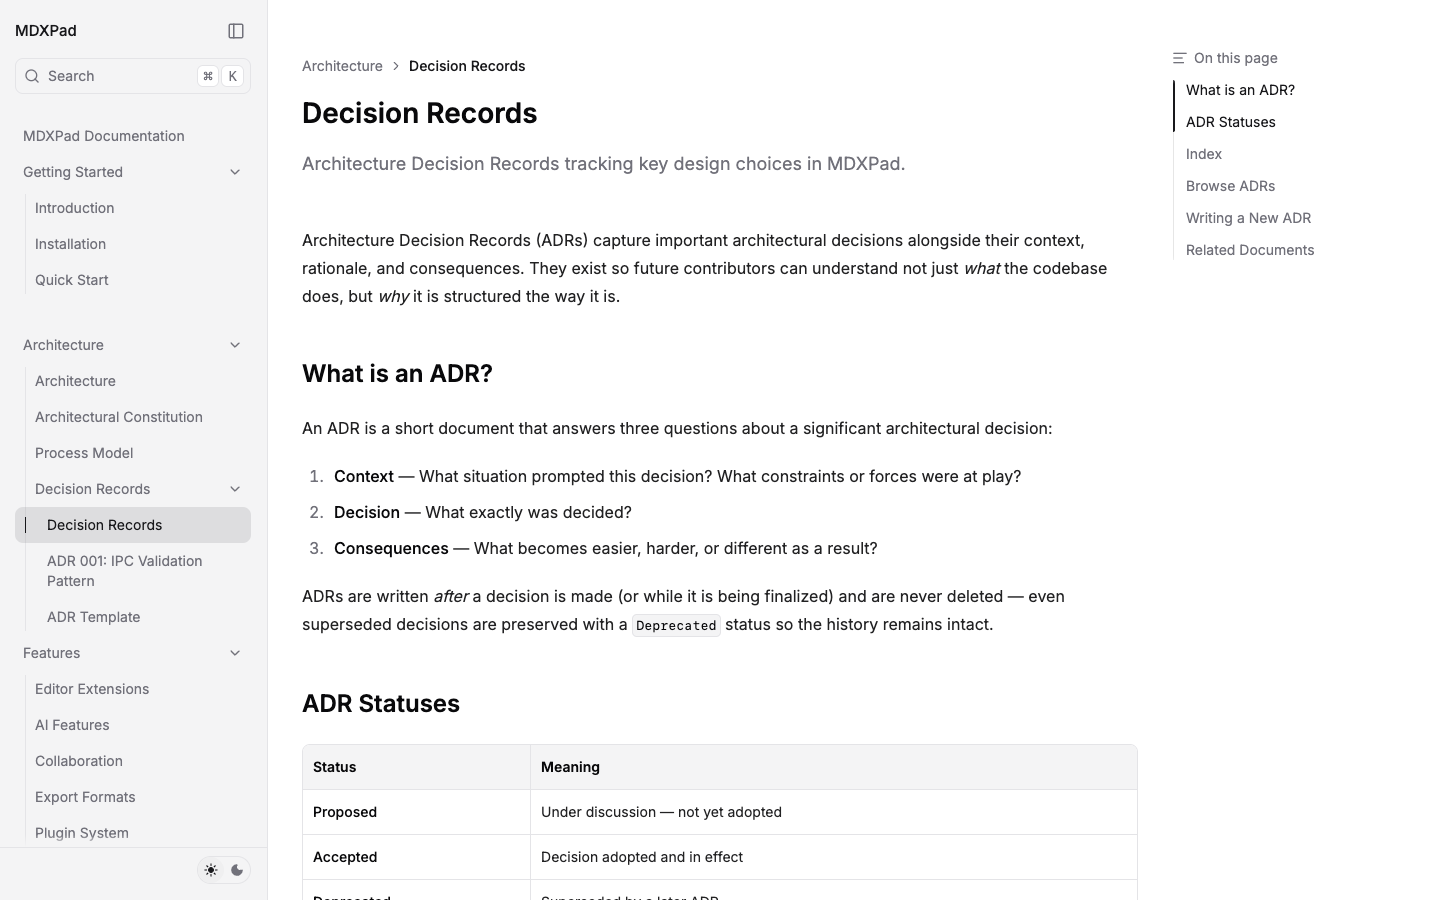 MDXPad
Search ⌘ K
MDXPad Documentation
Getting Started
Introduction
Installation
Quick Start
Architecture
Architecture
Architectural Constitution
Process Model
Decision Records
Decision Records
ADR 001: IPC Validation
Pattern
ADR Template
Features
Editor Extensions
AI Features
Collaboration
Export Formats
Plugin System
Architecture > Decision Records
Decision Records
Architecture Decision Records tracking key design choices in MDXPad.
Architecture Decision Records (ADRs) capture important architectural decisions alongside their context,
rationale, and consequences. They exist so future contributors can understand not just what the codebase
does, but why it is structured the way it is.
What is an ADR?
An ADR is a short document that answers three questions about a significant architectural decision:
1. Context — What situation prompted this decision? What constraints or forces were at play?
2. Decision — What exactly was decided?
3. Consequences — What becomes easier, harder, or different as a result?
ADRs are written after a decision is made (or while it is being finalized) and are never deleted — even
superseded decisions are preserved with a Deprecated status so the history remains intact.
ADR Statuses
Status Meaning
Proposed Under discussion — not yet adopted
Accepted Decision adopted and in effect
Deprecated Superseded by a later ADR
On this page
What is an ADR?
ADR Statuses
Index
Browse ADRs
Writing a New ADR
Related Documents